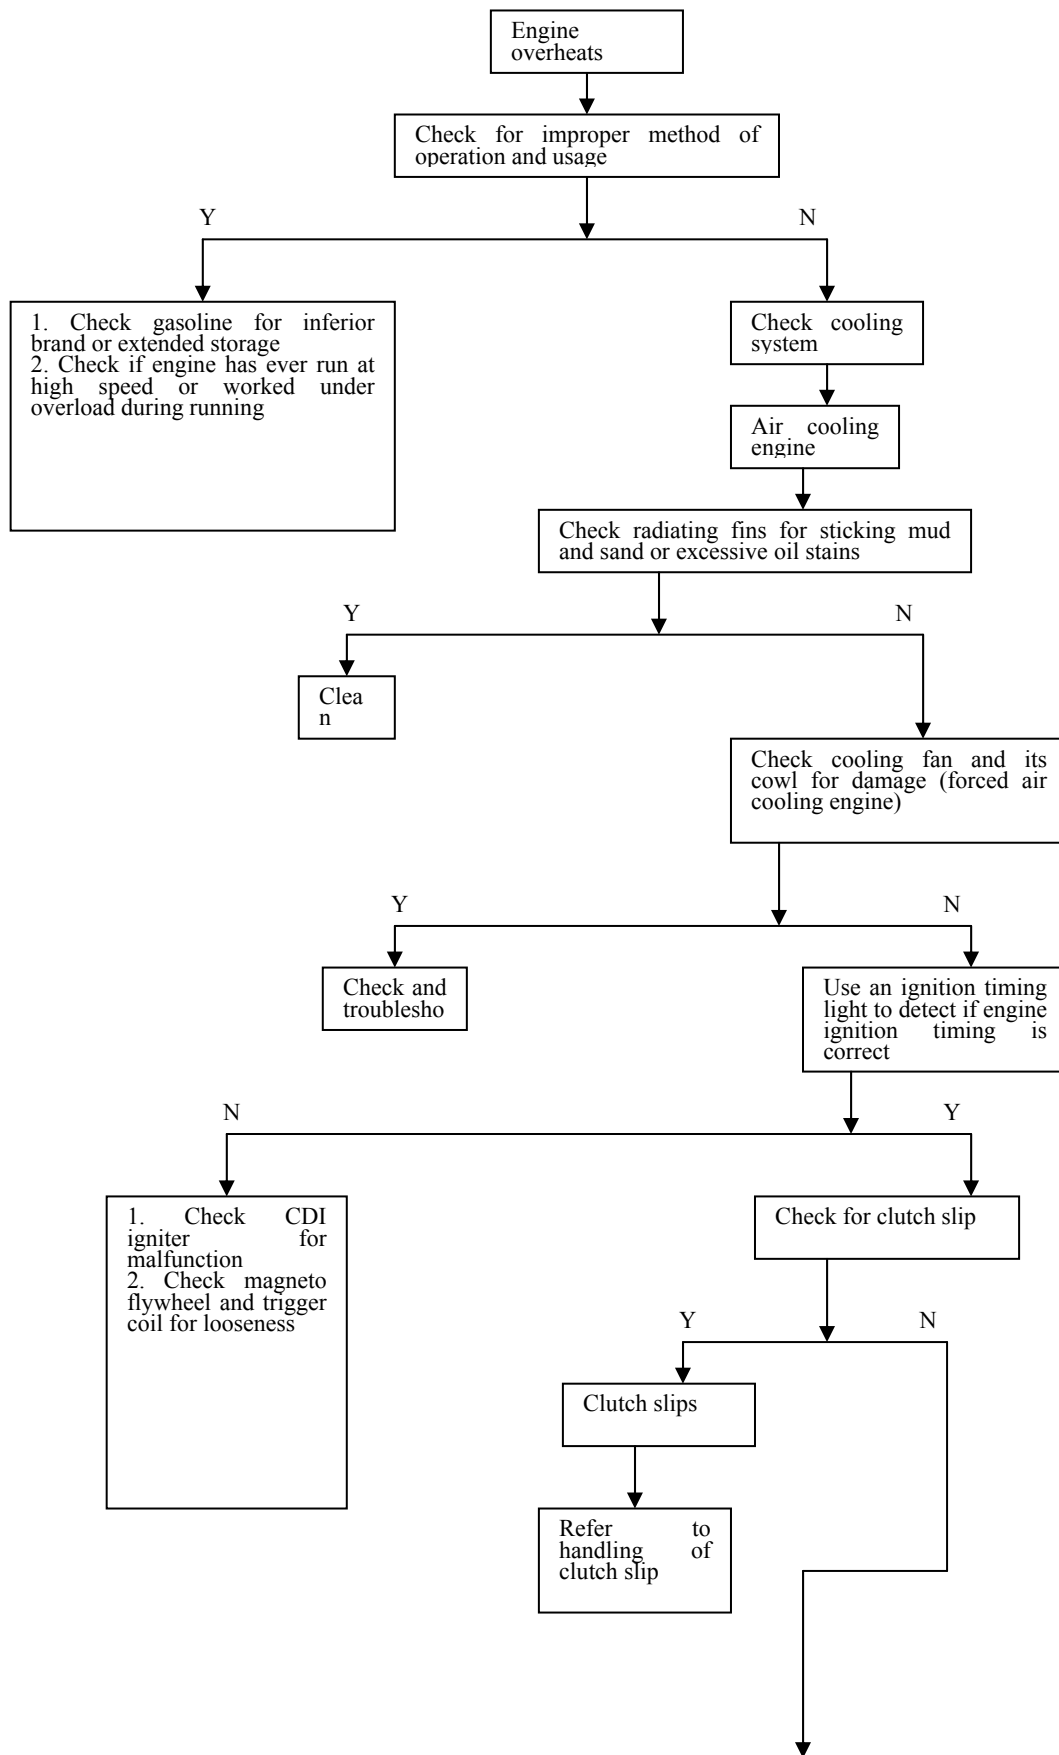 Engine
overheats
Check for improper method of
operation and usage
Y
N
1. Check gasoline for inferior
brand or extended storage
2. Check if engine has ever run at
high speed or worked under
overload during running
Check cooling
system
Air cooling
engine
Check radiating fins for sticking mud
and sand or excessive oil stains
Y
N
Clea
n
Check cooling fan and its
cowl for damage (forced air
cooling engine)
Y
N
Check and
troublesho
Use an ignition timing
light to detect if engine
ignition timing is
correct
N
Y
1. Check CDI
igniter for
malfunction
2. Check magneto
flywheel and trigger
coil for looseness
Check for clutch slip
Y
N
Clutch slips
Refer to
handling of
clutch slip